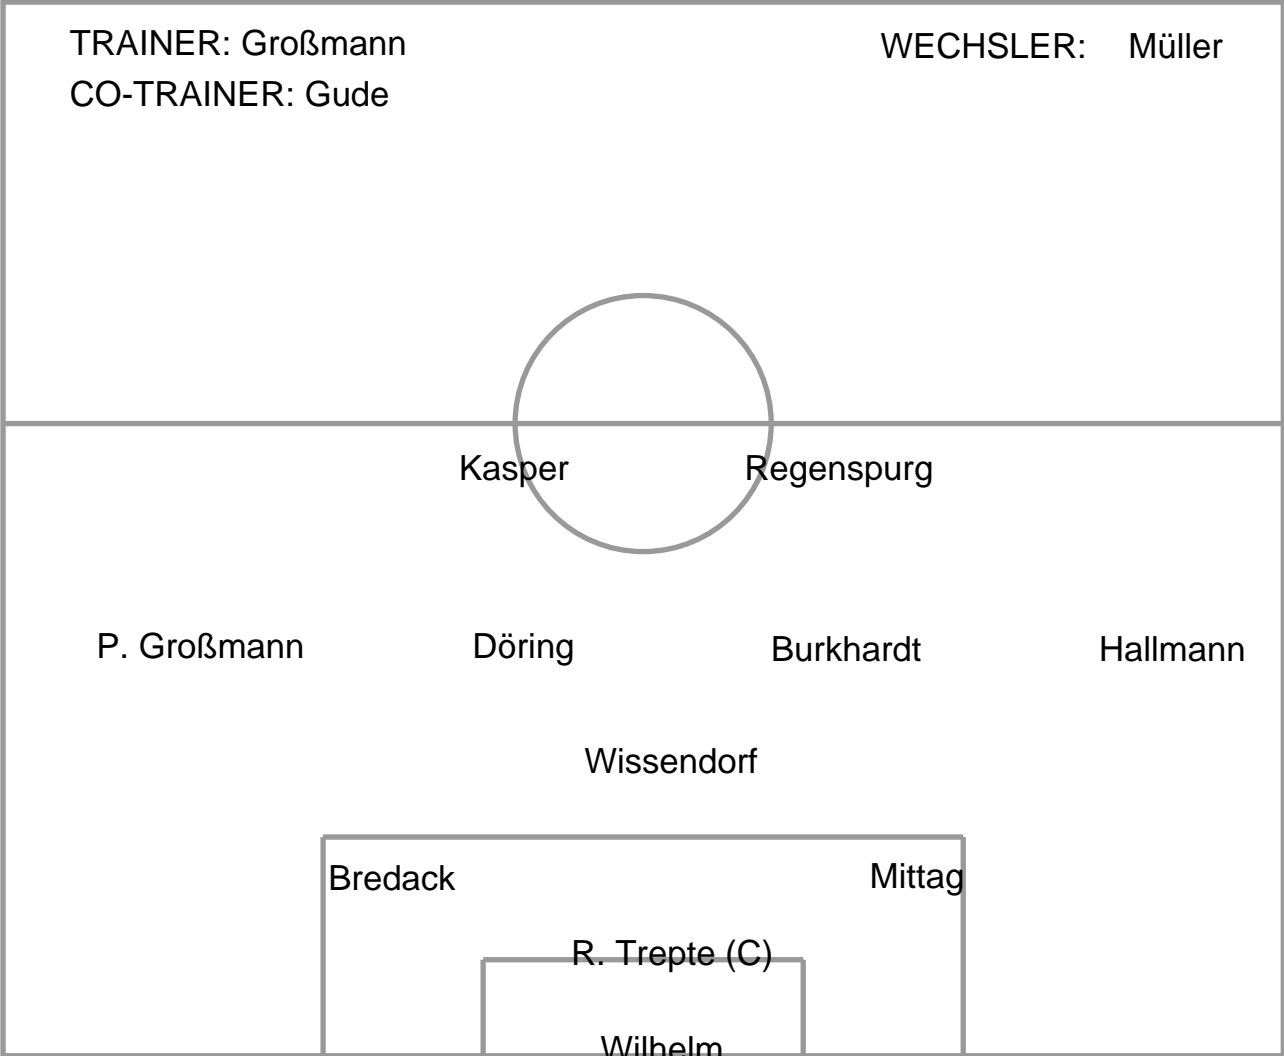 TRAINER: Großmann
CO-TRAINER: Gude
WECHSLER: Müller
Kasper Regenspurg
P. Großmann Döring Burkhardt Hallmann
Wissendorf
Bredack Mittag
R. Trepte (C)
Wilhelm